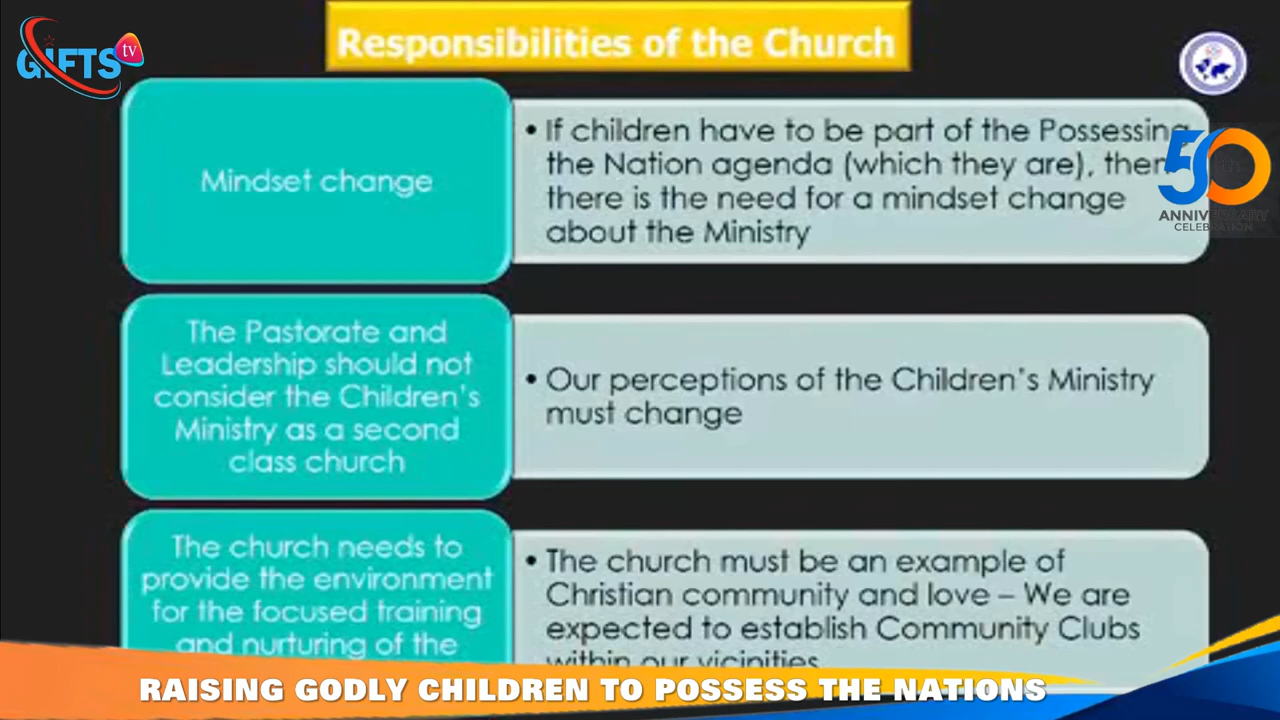 GIFTS tv
Responsibilities of the Church
Mindset change
• If children have to be part of the Possessing
the Nation agenda (which they are), then
there is the need for a mindset change
about the Ministry
50th
ANNIVERSARY
CELEBRATION
The Pastorate and
Leadership should not
consider the Children's
Ministry as a second
class church
• Our perceptions of the Children's Ministry
must change
The church needs to
provide the environment
for the focused training
and nurturing of the
• The church must be an example of
Christian community and love – We are
expected to establish Community Clubs
within our vicinities
RAISING GODLY CHILDREN TO POSSESS THE NATIONS